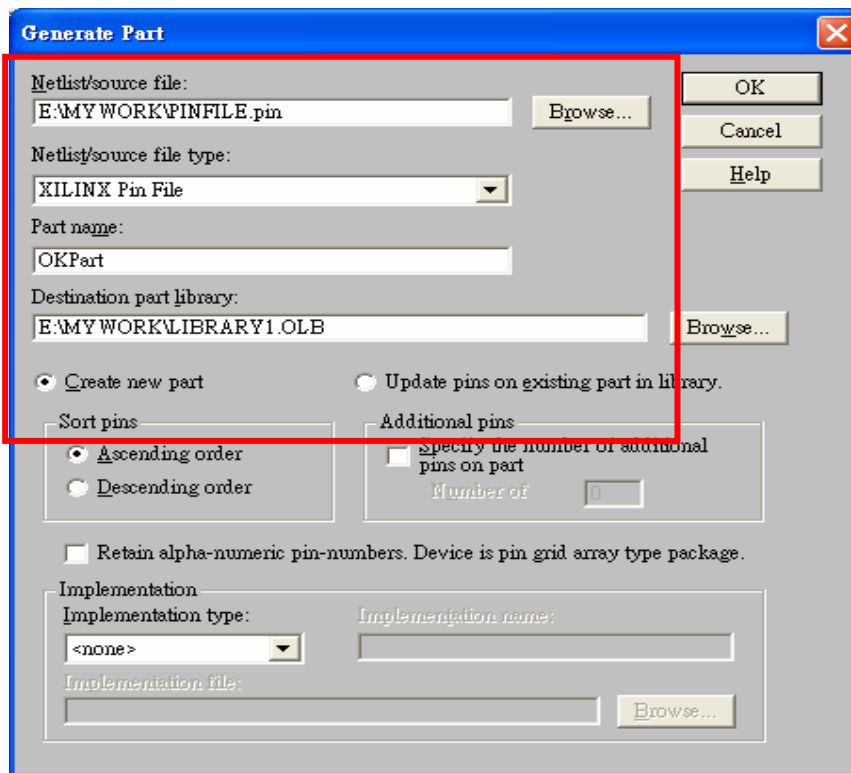 Generate Part
Netlist/source file:
E:\MY WORK\PINFILE.pin
Browse...
OK
Cancel
Netlist/source file type:
XILINX Pin File
Help
Part name:
OKPart
Destination part library:
E:\MY WORK\LIBRARY1.OLB
Browse...
Create new part
Update pins on existing part in library.
Sort pins
Ascending order
Descending order
Additional pins
Specify the number of additional
pins on part
Number of
0
Retain alpha-numeric pin-numbers. Device is pin grid array type package.
Implementation
Implementation type:
Implementation name:
<none>
Implementation file:
Browse...